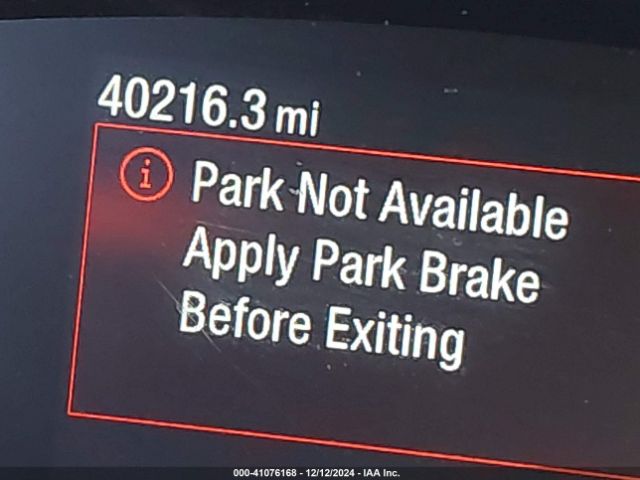 40216.3 mi
i Park Not Available
Apply Park Brake
Before Exiting
000-41076168 - 12/12/2024 - IAA Inc.